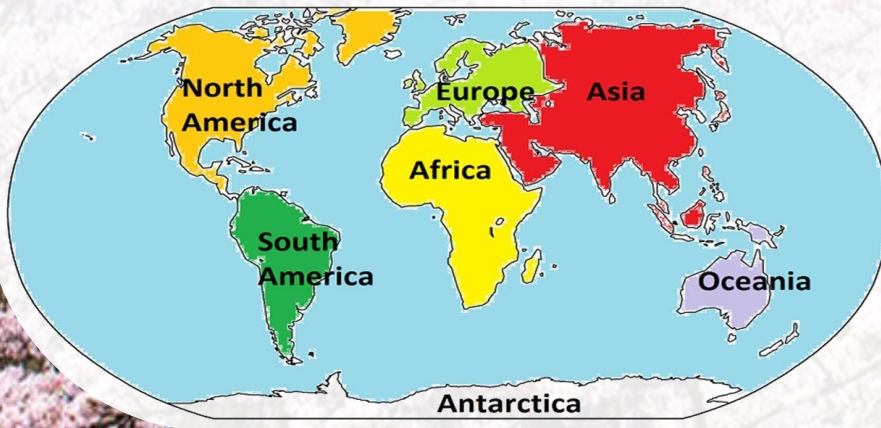 North
America
Europe
Asia
Africa
South
America
Oceania
Antarctica